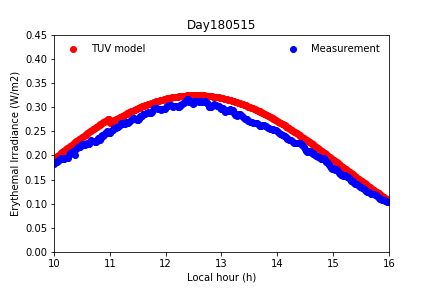 Day180515
TUV model
Measurement
Erythemal Irradiance (W/m2)
0.45
0.40
0.35
0.30
0.25
0.20
0.15
0.10
0.05
0.00
10 11 12 13 14 15 16
Local hour (h)